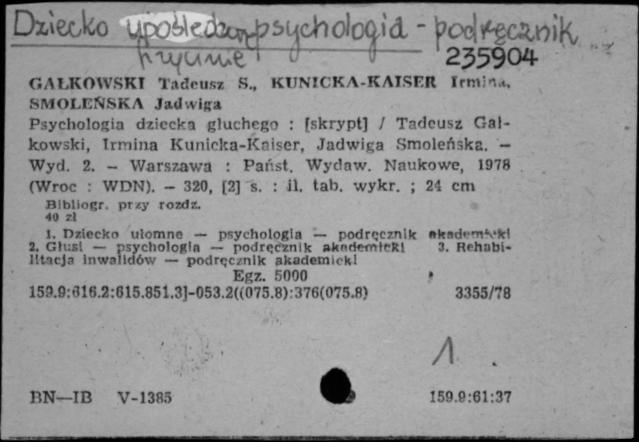 Dziecko upośledzon psychologia - podręcznik
235904
GAŁKOWSKI Tadeusz S., KUNICKA-KAISER Irmina,
SMOLEŃSKA Jadwiga
Psychologia dziecka głuchego : [skrypt] / Tadeusz Gał-
kowski, Irmina Kunicka-Kaiser, Jadwiga Smoleńska. —
Wyd. 2. — Warszawa : Państ. Wydaw. Naukowe, 1978
(Wroc : WDN). — 320, [2] s. : il. tab. wykr. ; 24 cm
Bibliogr. przy rozdz.
40 zł
1. Dziecko ułomne — psychologia — podręcznik akademicki
2. Głusi — psychologia — podręcznik akademicki 3. Rehabi-
litacja inwalidów — podręcznik akademicki
Egz. 5000
159.9:616.2:615.851.3]-053.2((075.8):376(075.8) 3355/78
1.
BN—IB V-1385 159.9:61:37